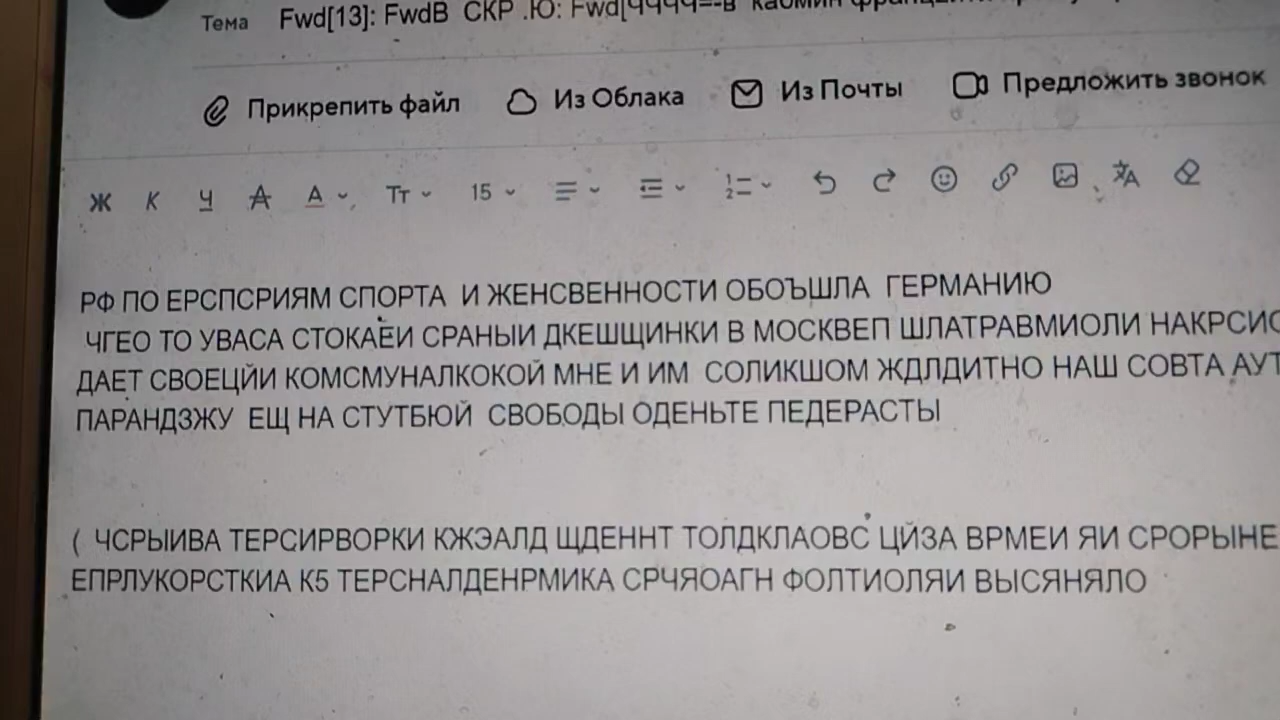 Тема Fwd[13]: FwdB СКР .Ю:
Прикрепить файл Из Облака Из Почты Предложить звонок
Ж К Ч А А Тт 15
РФ ПО ЕРСПСРИЯМ СПОРТА И ЖЕНСВЕННОСТИ ОБОЪШЛА ГЕРМАНИЮ
ЧГЕО ТО УВАСА СТОКАЕИ СРАНЫИ ДКЕШЩИНКИ В МОСКВЕП ШЛАТРАВМИОЛИ
ДАЕТ СВОЕЦЙИ КОМСМУНАЛКОКОЙ МНЕ И ИМ СОЛИКШОМ ЖДЛДИТНО НАШ СОВТА
ПАРАНДЗЖУ ЕЩ НА СТУТБЮЙ СВОБОДЫ ОДЕНЬТЕ ПЕДЕРАСТЫ
( ЧСРЫИВА ТЕРСИРВОРКИ КЖЭАЛД ЩДЕННТ ТОЛДКЛАОВС ЦЙЗА ВРМЕИ ЯИ СРОРЫНЕ
ЕПРЛУКОРСТКИА К5 ТЕРСНАЛДЕНРМИКА СРЧЯОАГН ФОЛТИОЛЯИ ВЫСЯНЯЛО